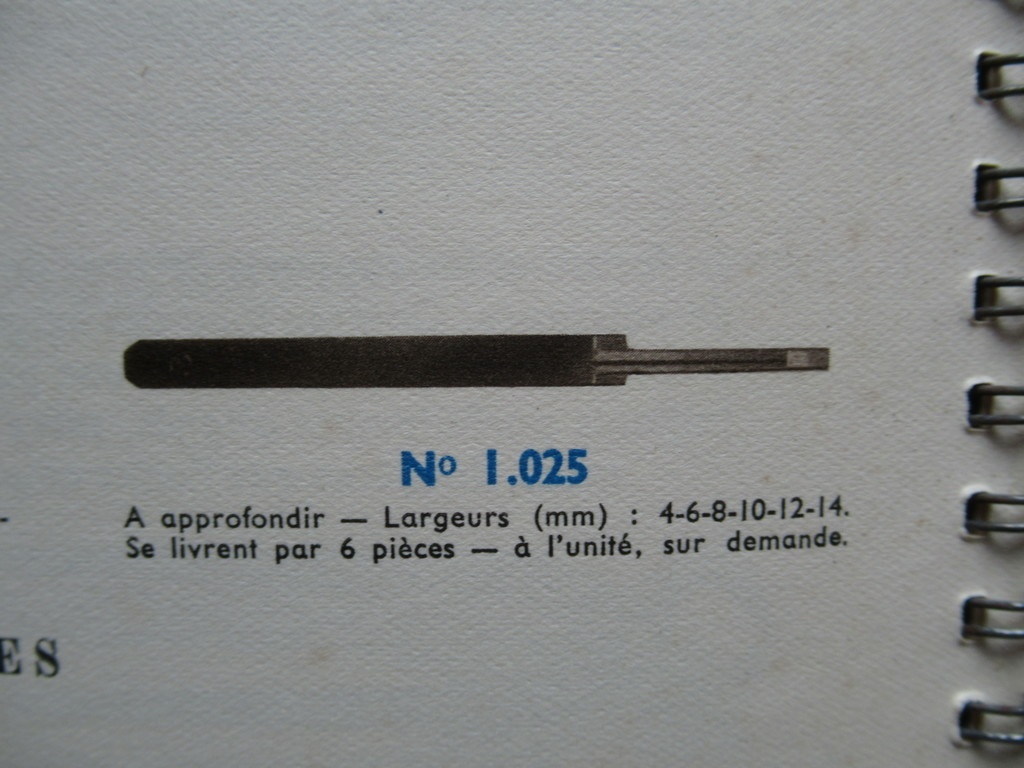 Nº 1.025
A approfondir — Largeurs (mm) : 4-6-8-10-12-14.
Se livrent par 6 pièces — à l'unité, sur demande.
-
ES